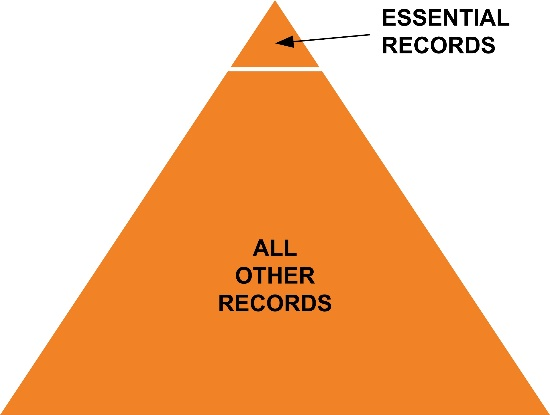 ESSENTIAL
RECORDS
ALL
OTHER
RECORDS